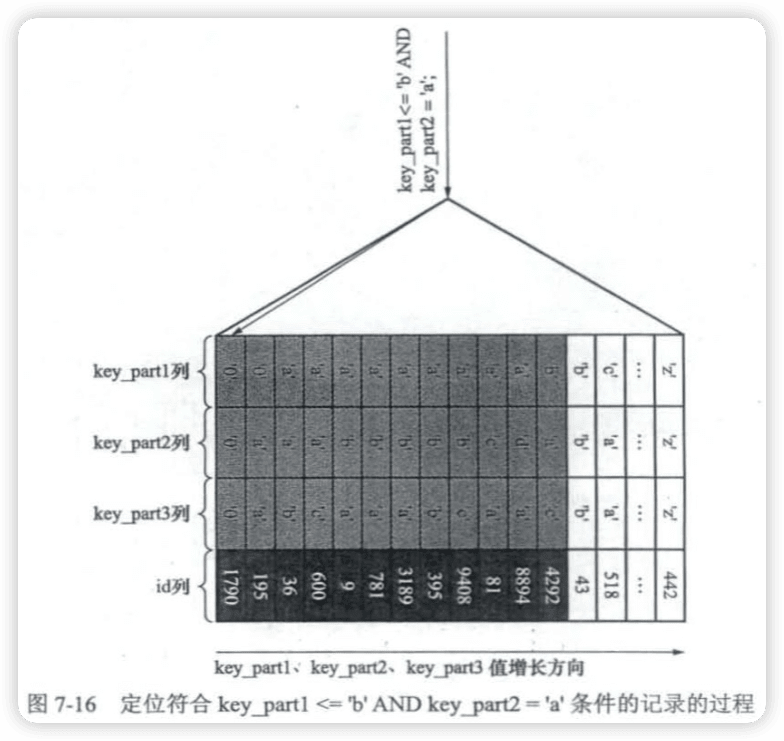 key_part1<= 'b' AND
key_part2 = 'a';
key_part1列 'a' 'a' 'a' 'a' 'a' 'a' 'a' 'b' 'c' … 'z'
key_part2列 'a' 'a' 'a' 'b' 'b' 'b' 'b' 'b' 'c' 'd' 'a' 'b' 'a' … 'z'
key_part3列 'a' 'b' 'c' 'a' 'a' 'a' 'b' 'c' 'a' 'a' 'c' 'b' 'a' … 'z'
id列 1790 195 36 600 9 781 3189 395 9408 81 8894 4292 43 518 … 442
key_part1、key_part2、key_part3 值增长方向
图 7-16 定位符合 key_part1 <= 'b' AND key_part2 = 'a' 条件的记录的过程